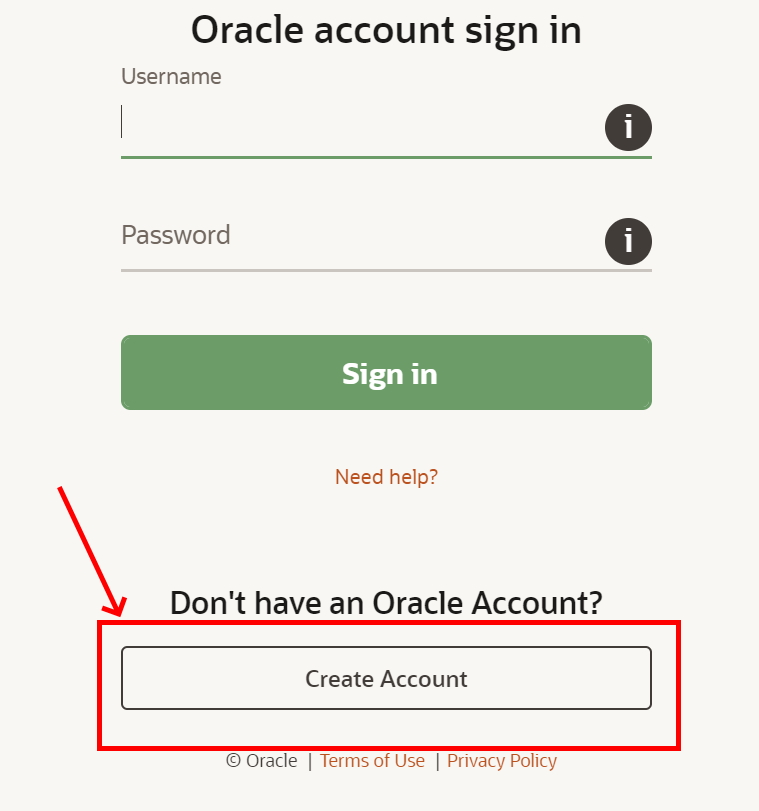 Oracle account sign in
Username
i
Password
i
Sign in
Need help?
Don't have an Oracle Account?
Create Account
© Oracle | Terms of Use | Privacy Policy